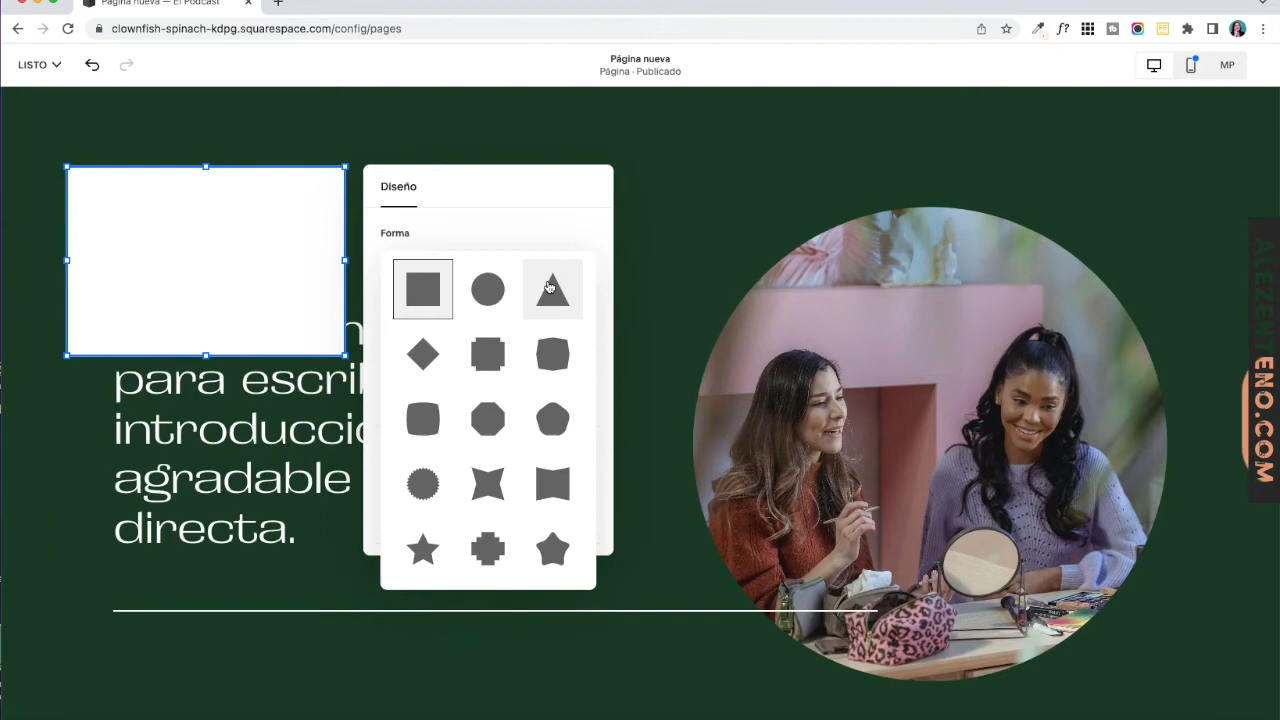 Página nueva — El Podcast
clownfish-spinach-kdpg.squarespace.com/config/pages
f?
LISTO
Página nueva
Página · Publicado
MP
Diseño
Forma
para escri
introducci
agradable
directa.
ALEZENTENO.COM